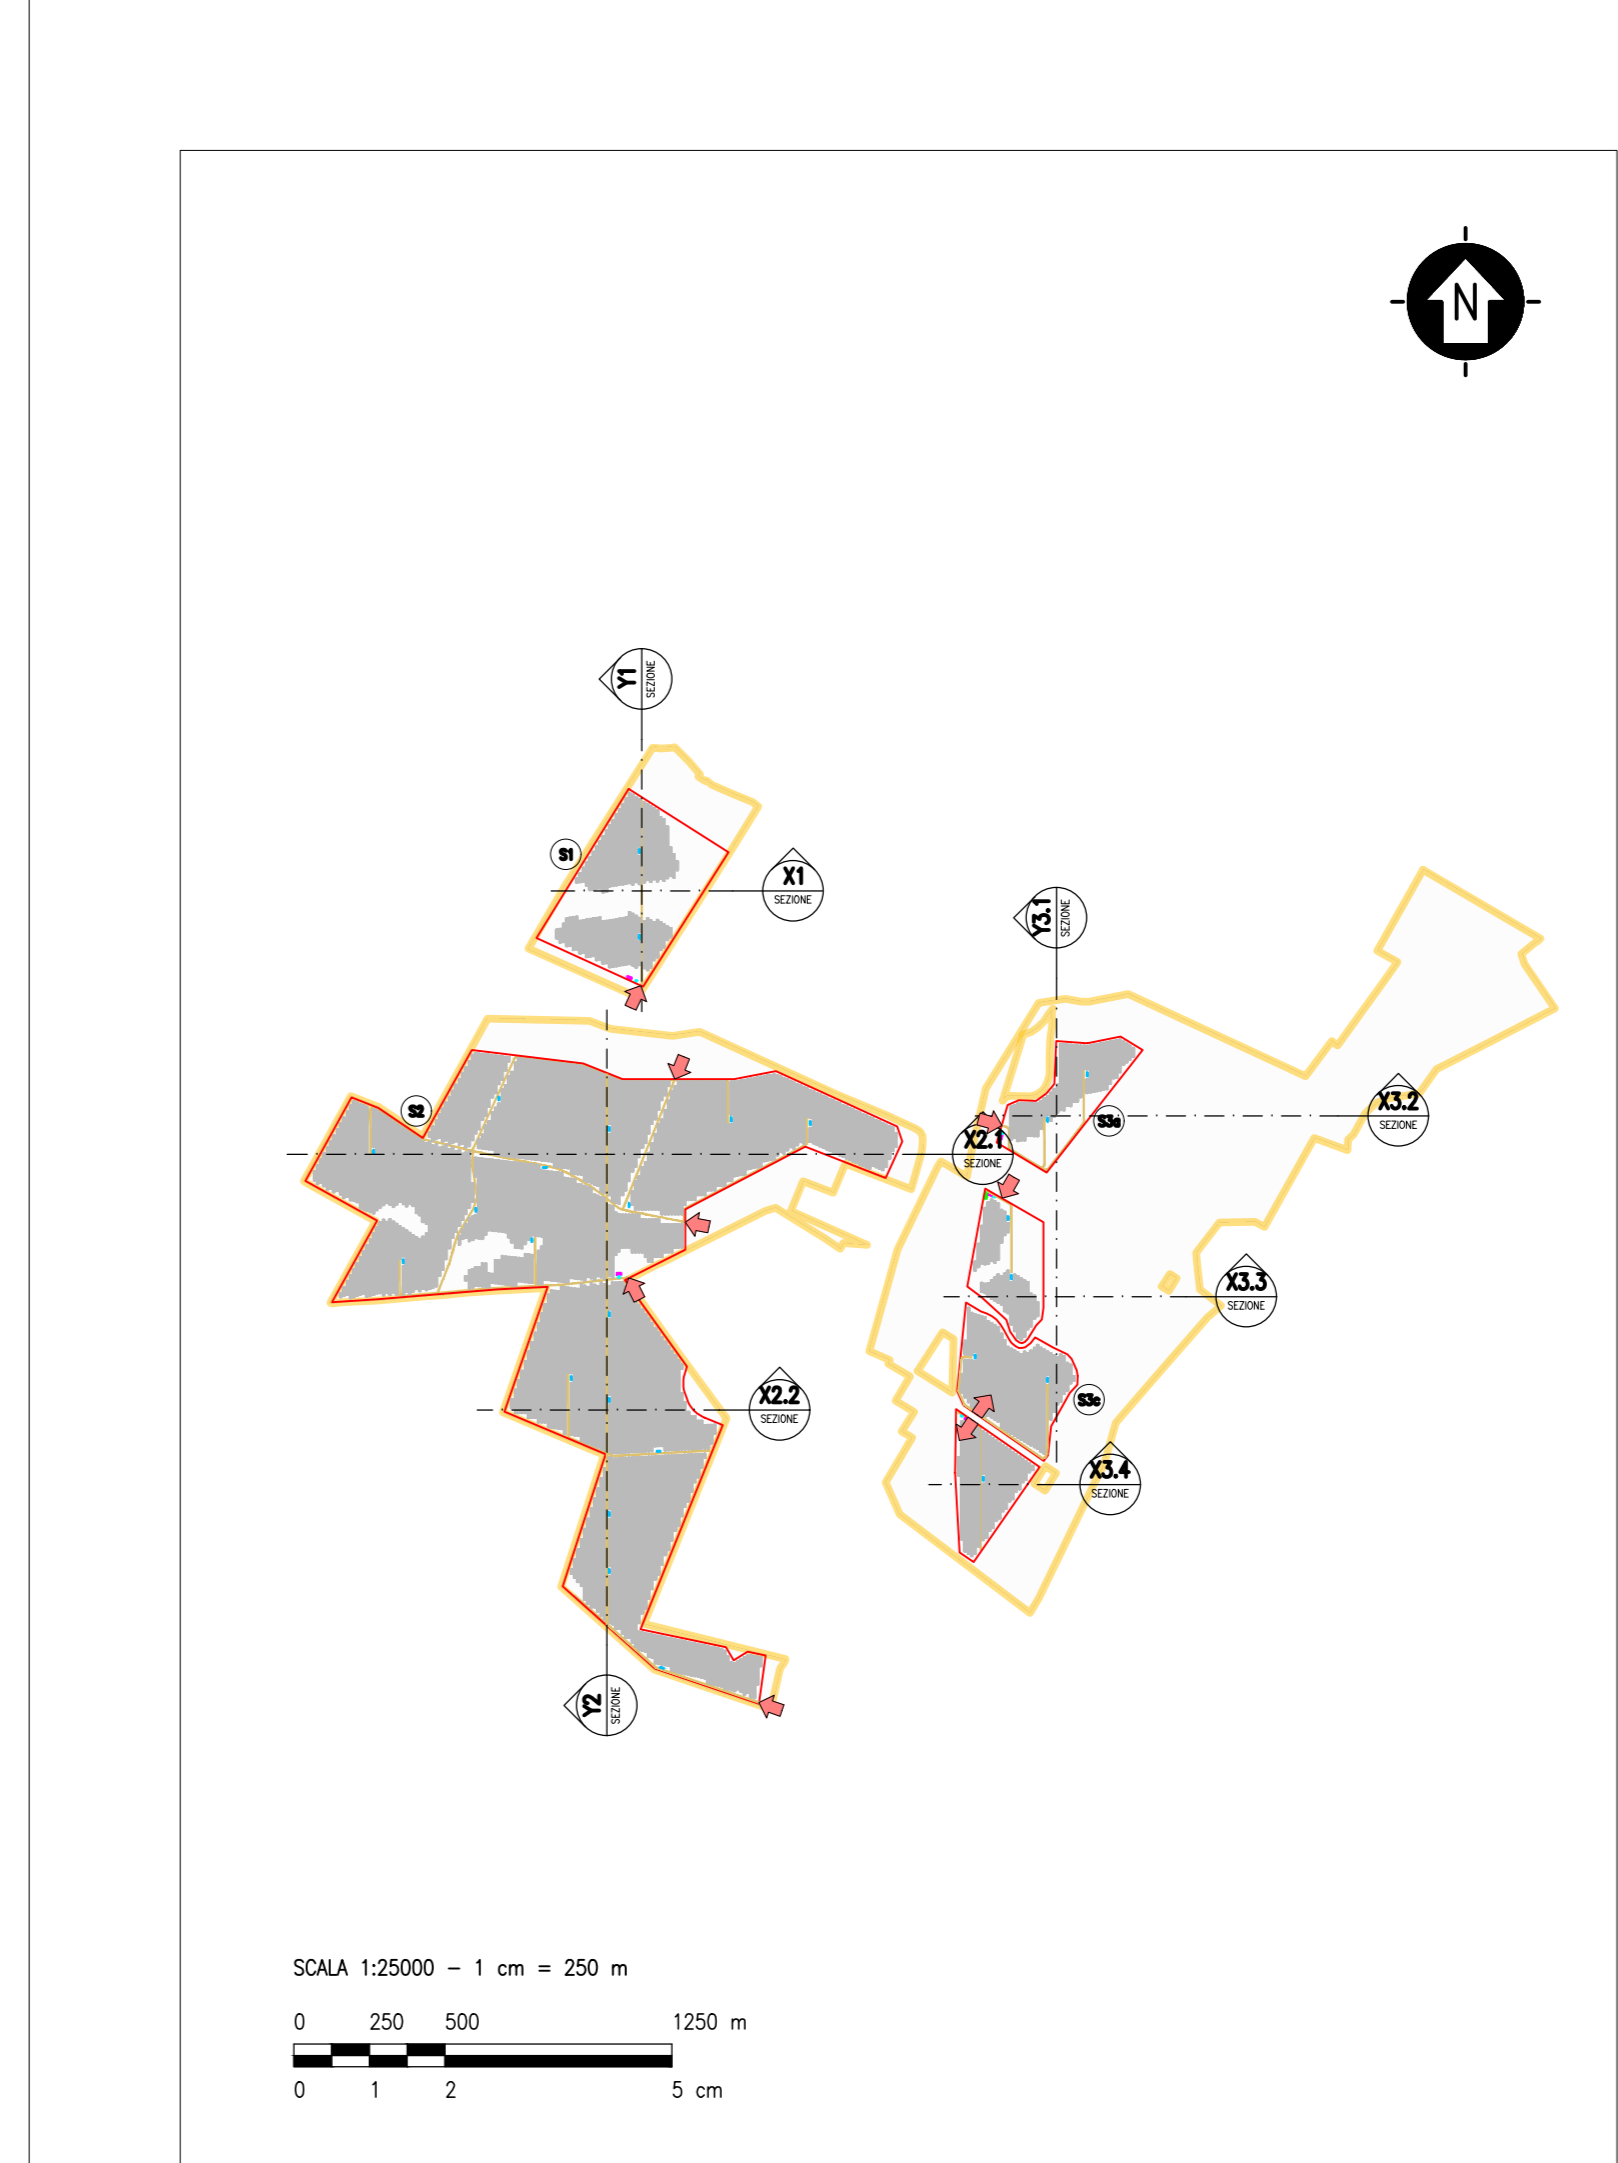 N
Y1
SEZIONE
S1
X1
SEZIONE
Y3.1
SEZIONE
S2
X3.2
SEZIONE
S3a
X2.1
SEZIONE
X3.3
SEZIONE
X2.2
SEZIONE
S3c
X3.4
SEZIONE
Y2
SEZIONE
SCALA 1:25000 – 1 cm = 250 m
0 250 500 1250 m
0 1 2 5 cm